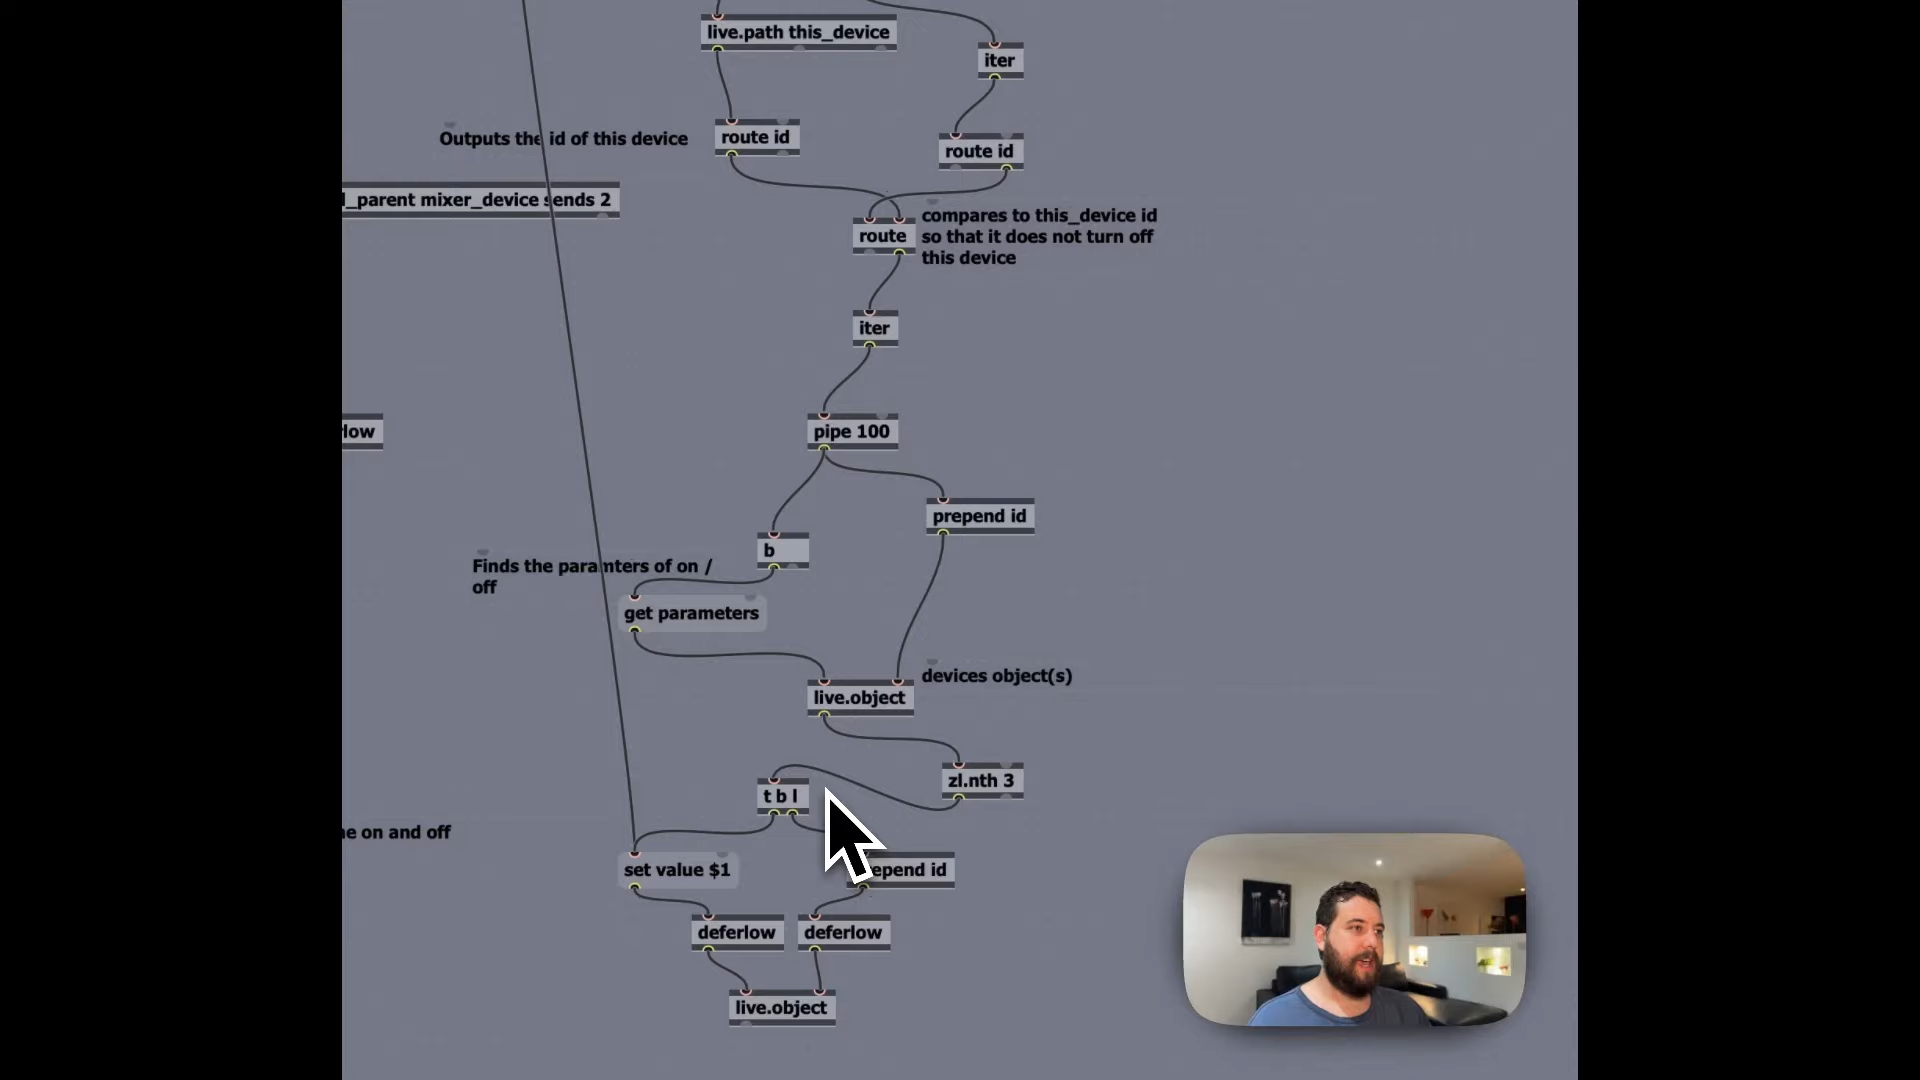 live.path this_device
iter
Outputs the id of this device
route id
route id
_parent mixer_device sends 2
compares to this_device id
so that it does not turn off
this device
route
iter
pipe 100
prepend id
b
Finds the paramters of on /
off
get parameters
devices object(s)
live.object
zl.nth 3
t b l
on and off
set value $1
id
deferlow
deferlow
live.object